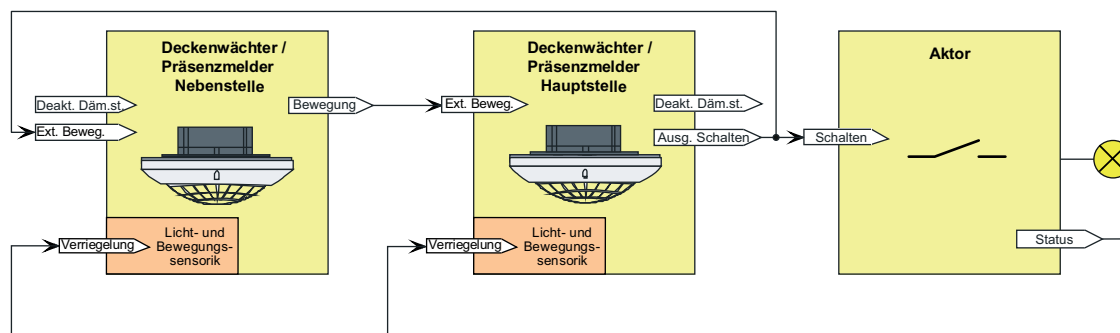 Deckenwächter /
Präsenzmelder
Nebenstelle
Deakt. Däm.st.
Ext. Beweg.
Bewegung
Verriegelung
Licht- und
Bewegungs-
sensorik
Deckenwächter /
Präsenzmelder
Hauptstelle
Ext. Beweg.
Deakt. Däm.st.
Ausg. Schalten
Verriegelung
Licht- und
Bewegungs-
sensorik
Aktor
Schalten
Status